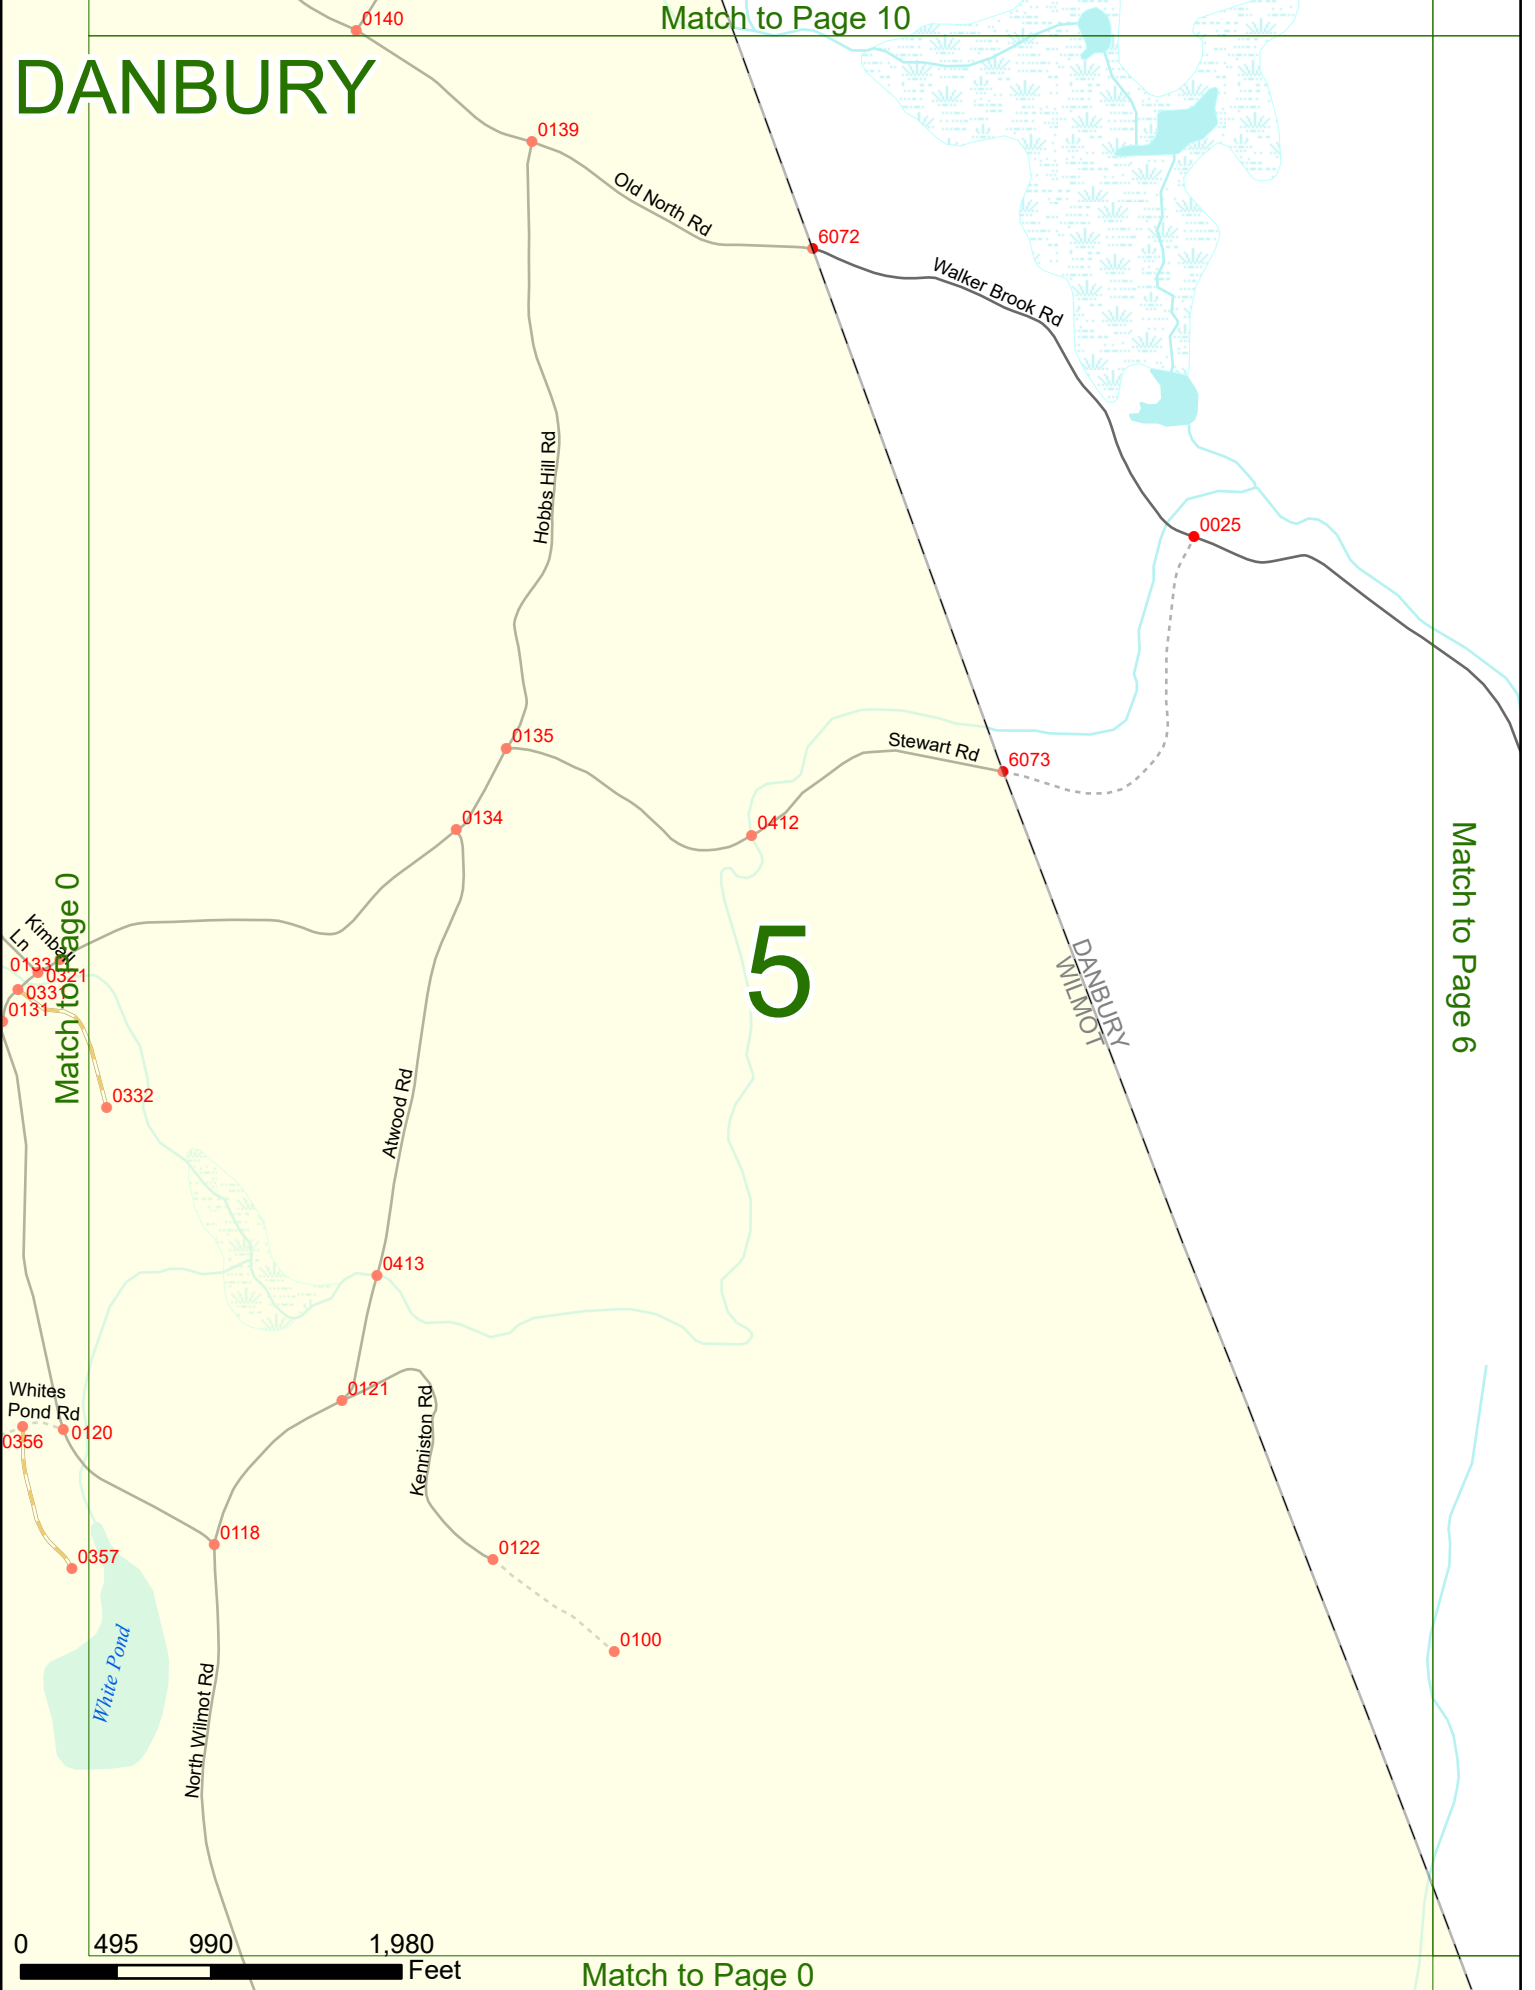 Match to Page 10
0140
DANBURY
0139
Old North Rd
6072
Walker Brook Rd
Hobbs Hill Rd
0025
0135
Stewart Rd
6073
0134
0412
Match to Page 0
Match to Page 6
Kimball
Ln
0133
0321
0331
0131
5
DANBURY
WILMOT
0332
Atwood Rd
0413
Whites
Pond Rd
0121
0120
0356
Kenniston Rd
0118
0122
0357
0100
White Pond
North Wilmot Rd
0 495 990 1,980
Feet
Match to Page 0